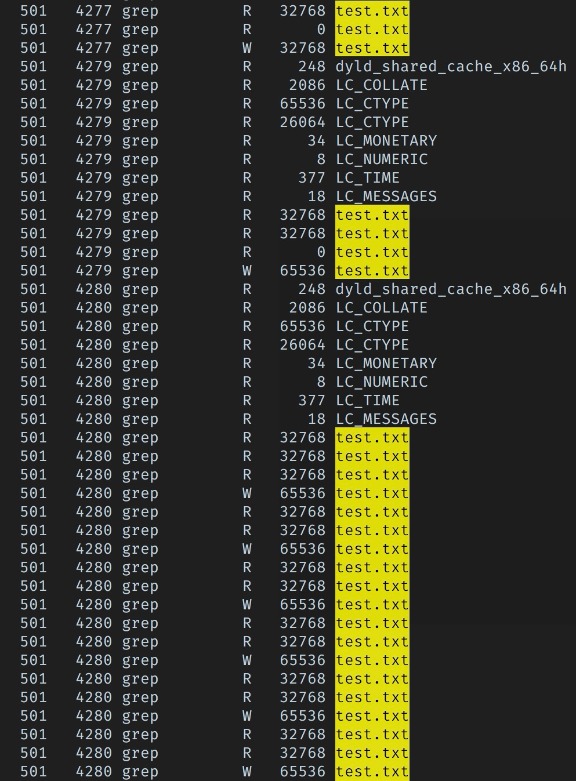 501 4277 grep R 32768 test.txt
501 4277 grep R 0 test.txt
501 4277 grep W 32768 test.txt
501 4279 grep R 248 dyld_shared_cache_x86_64h
501 4279 grep R 2086 LC_COLLATE
501 4279 grep R 65536 LC_CTYPE
501 4279 grep R 26064 LC_CTYPE
501 4279 grep R 34 LC_MONETARY
501 4279 grep R 8 LC_NUMERIC
501 4279 grep R 377 LC_TIME
501 4279 grep R 18 LC_MESSAGES
501 4279 grep R 32768 test.txt
501 4279 grep R 32768 test.txt
501 4279 grep R 0 test.txt
501 4279 grep W 65536 test.txt
501 4280 grep R 248 dyld_shared_cache_x86_64h
501 4280 grep R 2086 LC_COLLATE
501 4280 grep R 65536 LC_CTYPE
501 4280 grep R 26064 LC_CTYPE
501 4280 grep R 34 LC_MONETARY
501 4280 grep R 8 LC_NUMERIC
501 4280 grep R 377 LC_TIME
501 4280 grep R 18 LC_MESSAGES
501 4280 grep R 32768 test.txt
501 4280 grep R 32768 test.txt
501 4280 grep R 32768 test.txt
501 4280 grep W 65536 test.txt
501 4280 grep R 32768 test.txt
501 4280 grep R 32768 test.txt
501 4280 grep W 65536 test.txt
501 4280 grep R 32768 test.txt
501 4280 grep R 32768 test.txt
501 4280 grep W 65536 test.txt
501 4280 grep R 32768 test.txt
501 4280 grep R 32768 test.txt
501 4280 grep W 65536 test.txt
501 4280 grep R 32768 test.txt
501 4280 grep R 32768 test.txt
501 4280 grep W 65536 test.txt
501 4280 grep R 32768 test.txt
501 4280 grep R 32768 test.txt
501 4280 grep W 65536 test.txt